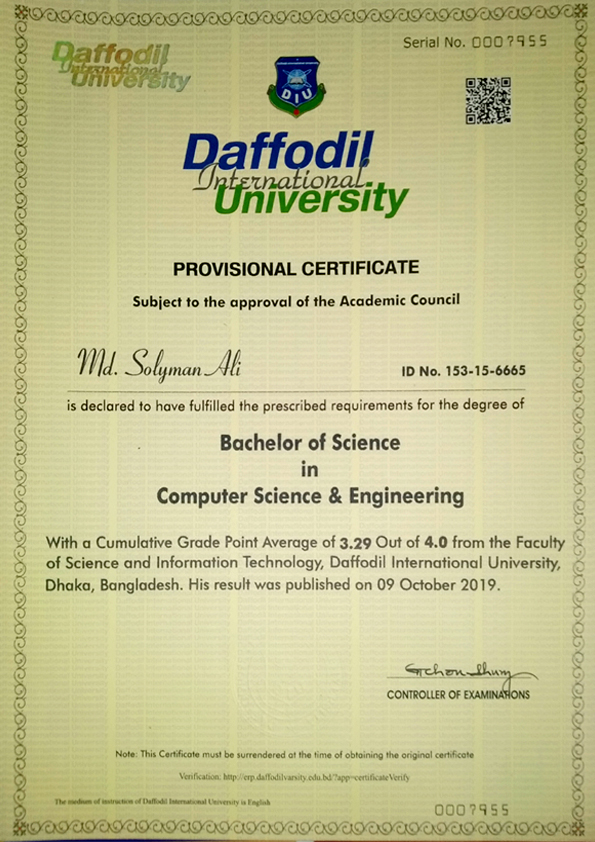 Daffodil
International
University
Serial No. 0007955
DIU
Daffodil
International
University
PROVISIONAL CERTIFICATE
Subject to the approval of the Academic Council
Md. Solyman Ali
ID No. 153-15-6665
is declared to have fulfilled the prescribed requirements for the degree of
Bachelor of Science
in
Computer Science & Engineering
With a Cumulative Grade Point Average of 3.29 Out of 4.0 from the Faculty
of Science and Information Technology, Daffodil International University,
Dhaka, Bangladesh. His result was published on 09 October 2019.
CONTROLLER OF EXAMINATIONS
Note: This Certificate must be surrendered at the time of obtaining the original certificate
Verification: http://erp.daffodilvarsity.edu.bd/?app=certificateVerify
The medium of instruction of Daffodil International University is English
0007955